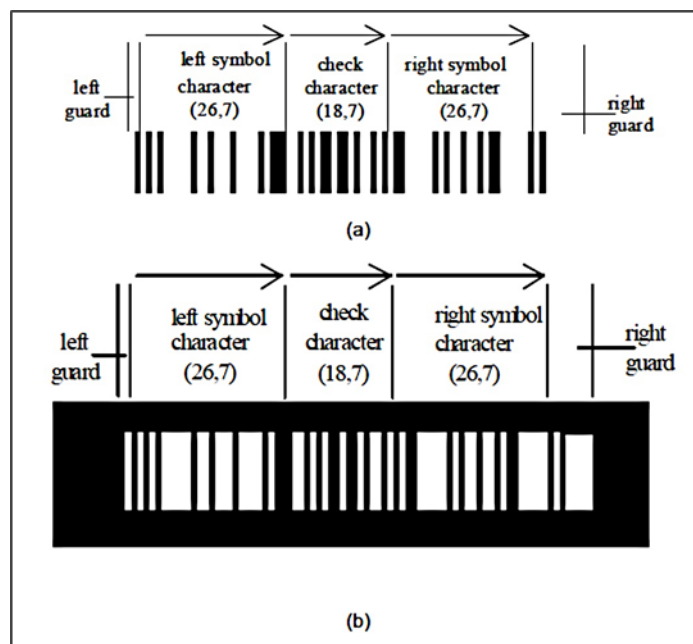 left symbol
character
(26,7)
check
character
(18,7)
right symbol
character
(26,7)
left
guard
right
guard
(a)
left symbol
character
(26,7)
check
character
(18,7)
right symbol
character
(26,7)
left
guard
right
guard
(b)